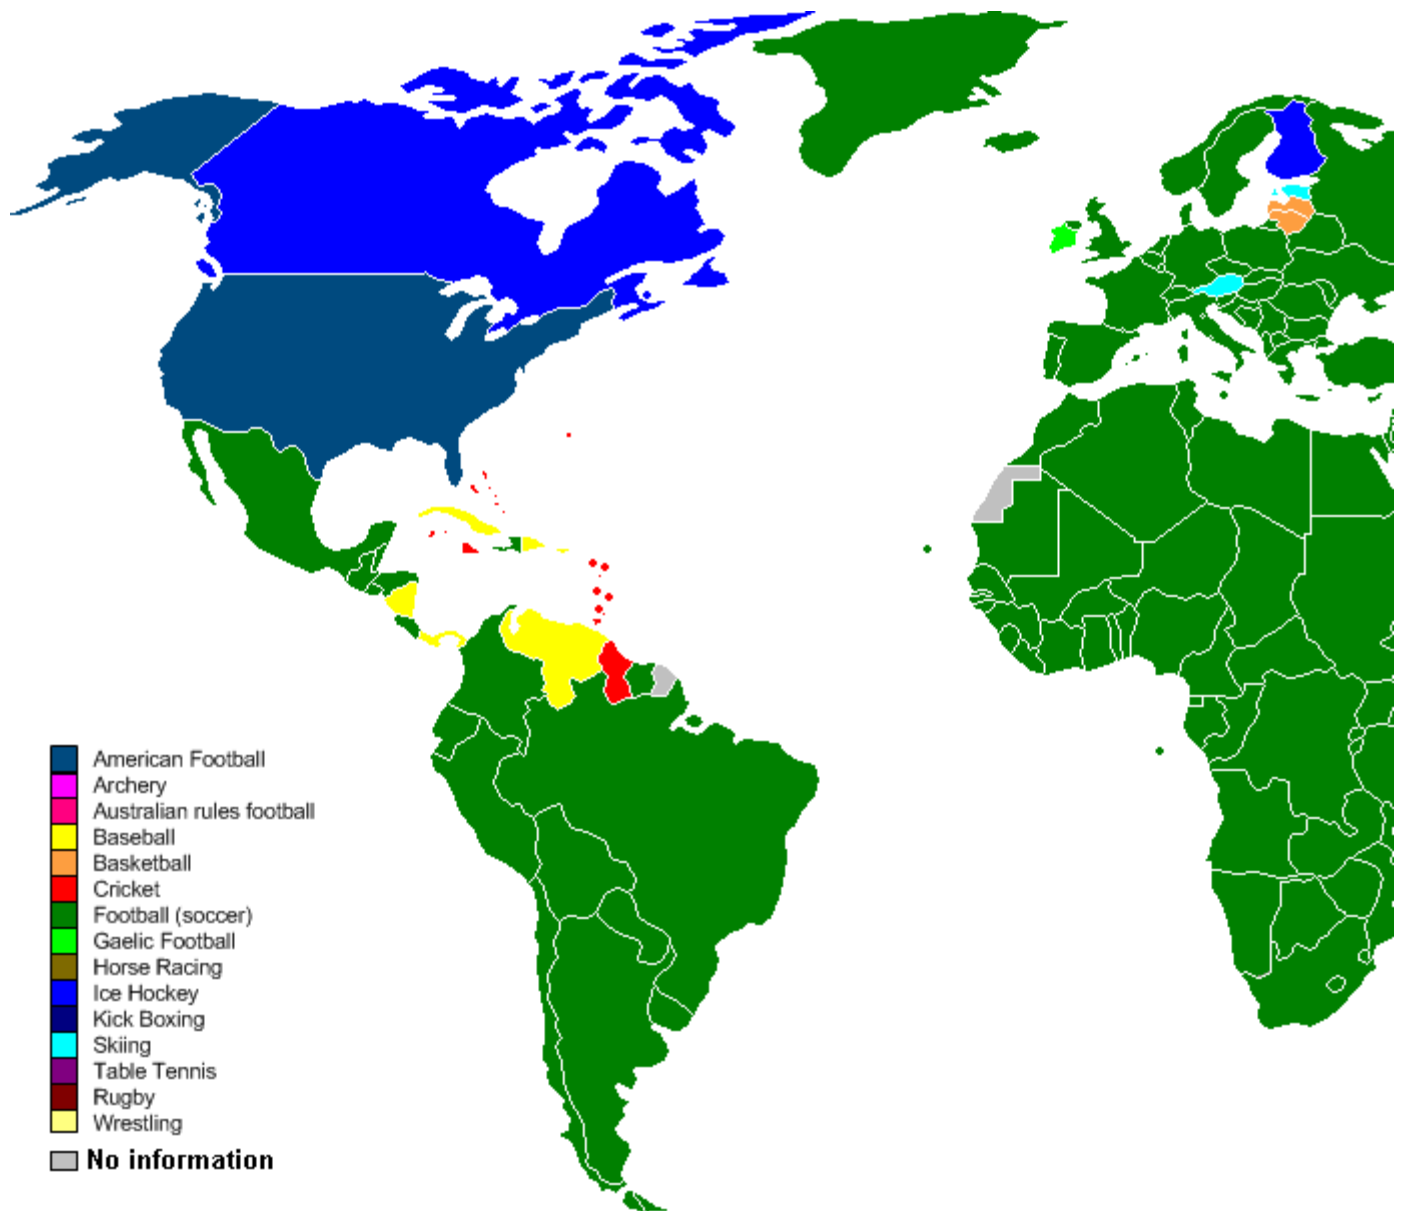 American Football
Archery
Australian rules football
Baseball
Basketball
Cricket
Football (soccer)
Gaelic Football
Horse Racing
Ice Hockey
Kick Boxing
Skiing
Table Tennis
Rugby
Wrestling
No information